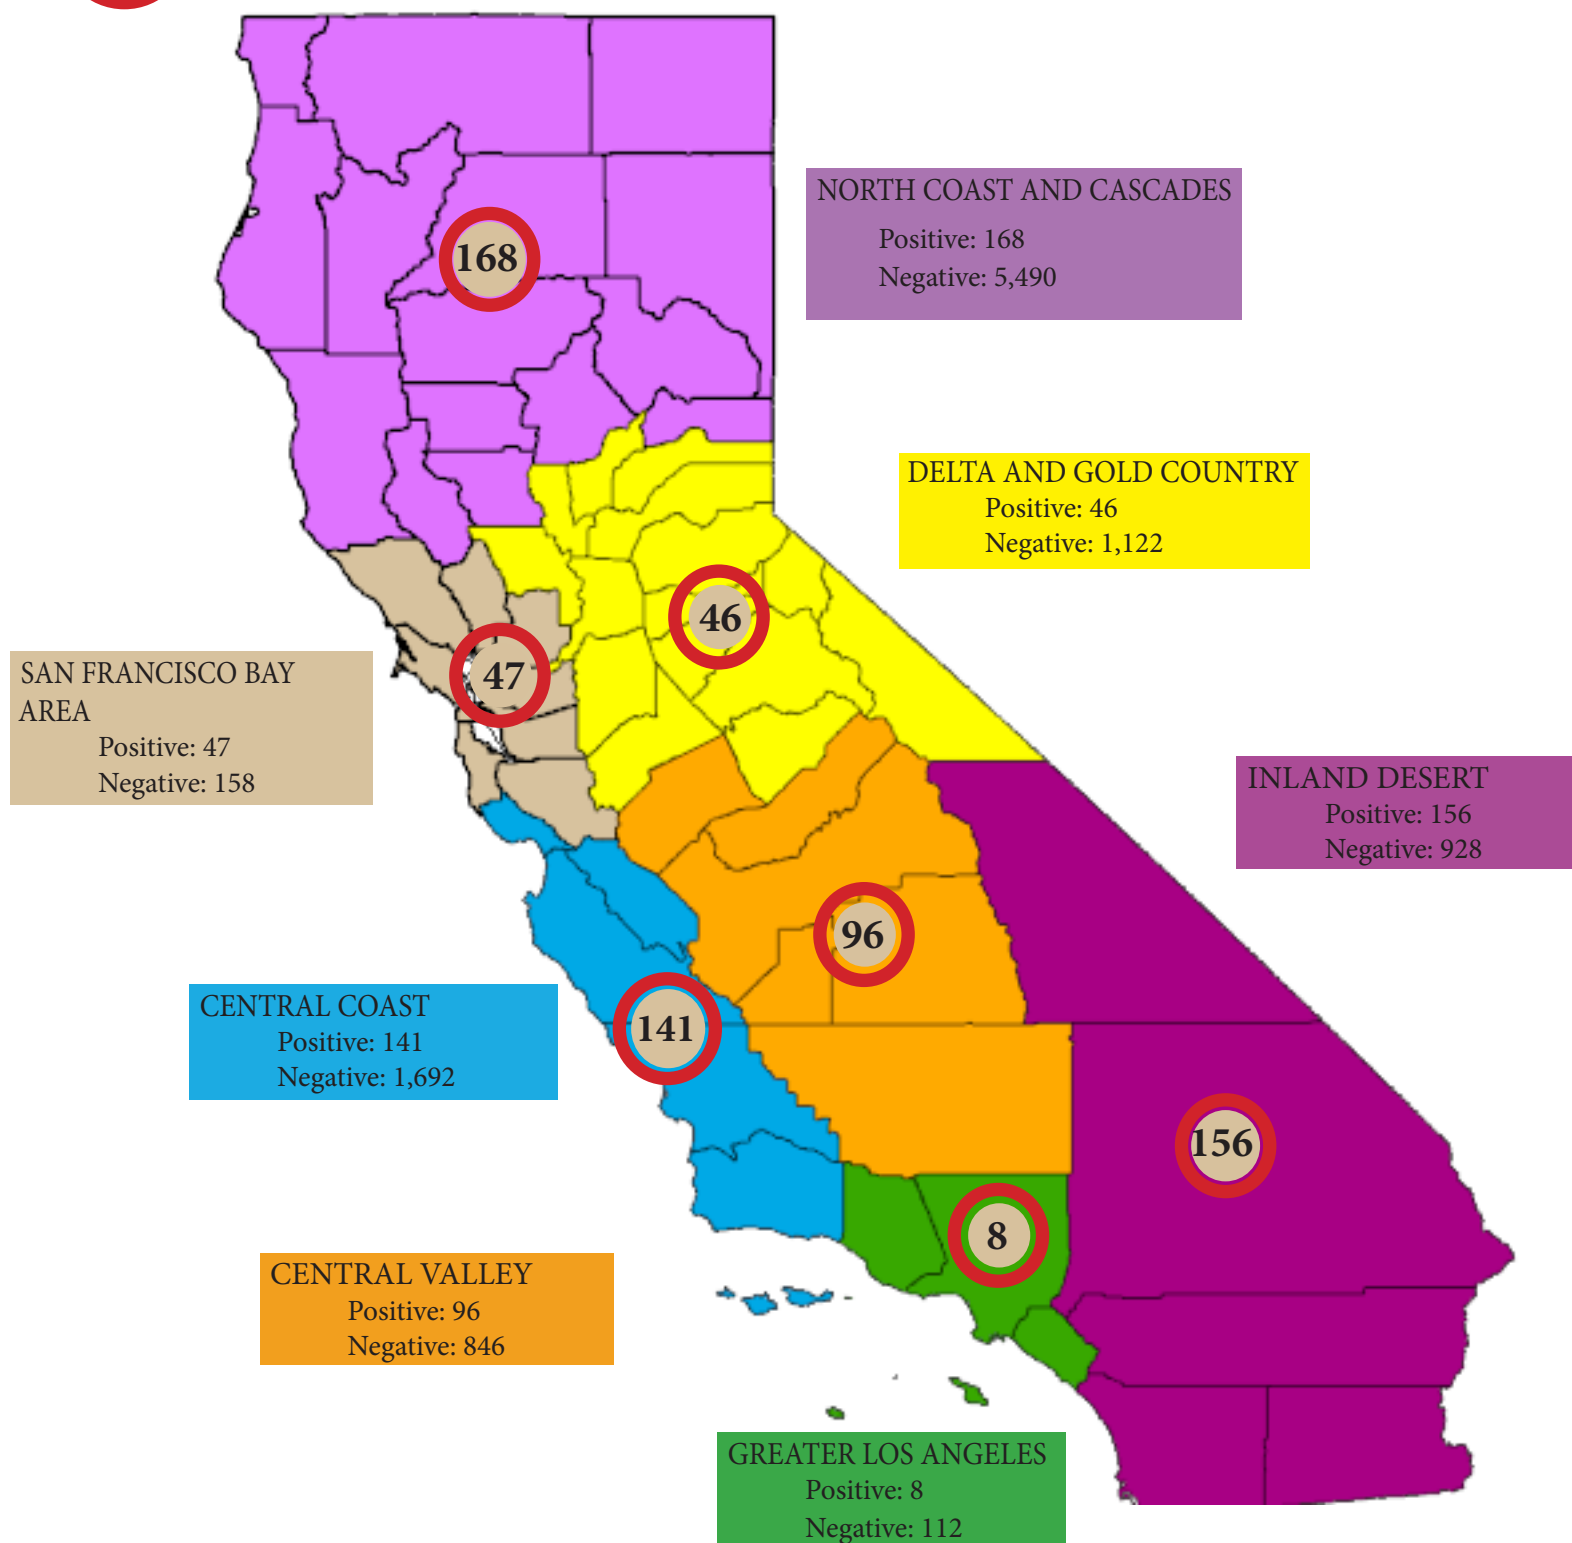 NORTH COAST AND CASCADES
Positive: 168
Negative: 5,490
168
DELTA AND GOLD COUNTRY
Positive: 46
Negative: 1,122
46
SAN FRANCISCO BAY
AREA
Positive: 47
Negative: 158
47
INLAND DESERT
Positive: 156
Negative: 928
96
CENTRAL COAST
Positive: 141
Negative: 1,692
141
156
8
CENTRAL VALLEY
Positive: 96
Negative: 846
GREATER LOS ANGELES
Positive: 8
Negative: 112